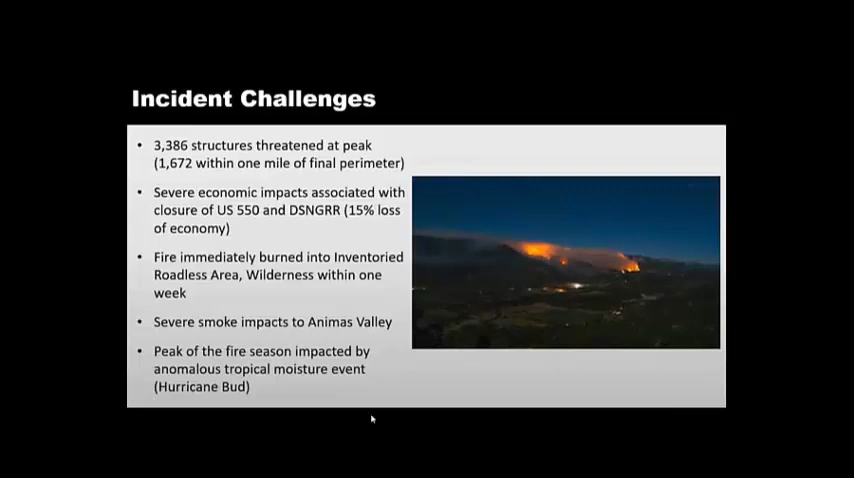 Incident Challenges
• 3,386 structures threatened at peak
(1,672 within one mile of final perimeter)
• Severe economic impacts associated with
closure of US 550 and DSNGRR (15% loss
of economy)
• Fire immediately burned into Inventoried
Roadless Area, Wilderness within one
week
• Severe smoke impacts to Animas Valley
• Peak of the fire season impacted by
anomalous tropical moisture event
(Hurricane Bud)